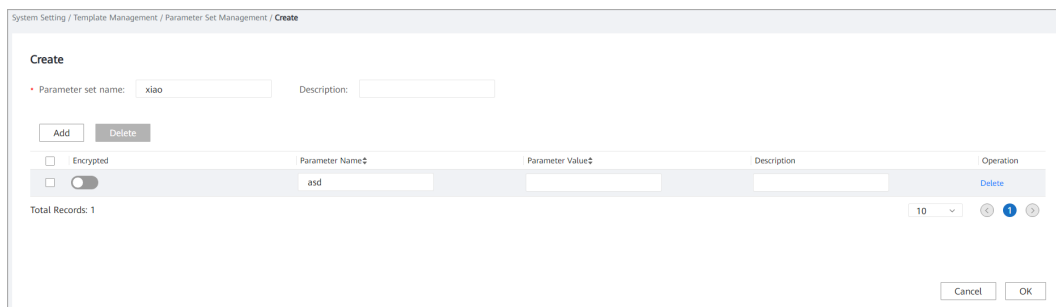 System Setting / Template Management / Parameter Set Management / Create
Create
* Parameter set name: xiao Description:
Add Delete
Encrypted Parameter Name Parameter Value Description Operation
asd Delete
Total Records: 1 10 1
Cancel OK